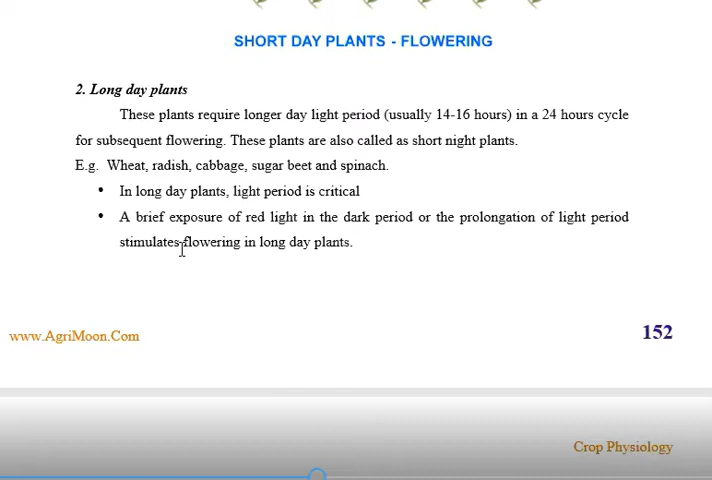 SHORT DAY PLANTS - FLOWERING
2. Long day plants
These plants require longer day light period (usually 14-16 hours) in a 24 hours cycle
for subsequent flowering. These plants are also called as short night plants.
E.g. Wheat, radish, cabbage, sugar beet and spinach.
• In long day plants, light period is critical
• A brief exposure of red light in the dark period or the prolongation of light period
stimulates flowering in long day plants.
www.AgriMoon.Com
152
Crop Physiology